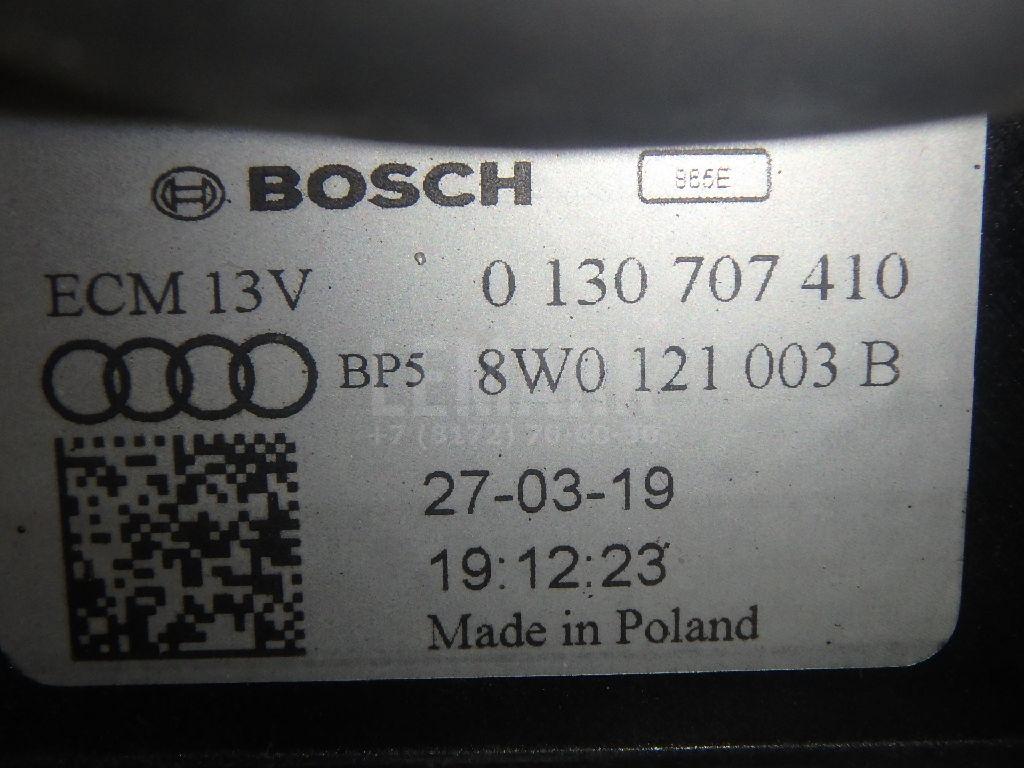 BOSCH 865E
ECM 13V 0 130 707 410
BP5 8W0 121 003 B
27-03-19
19:12:23
Made in Poland